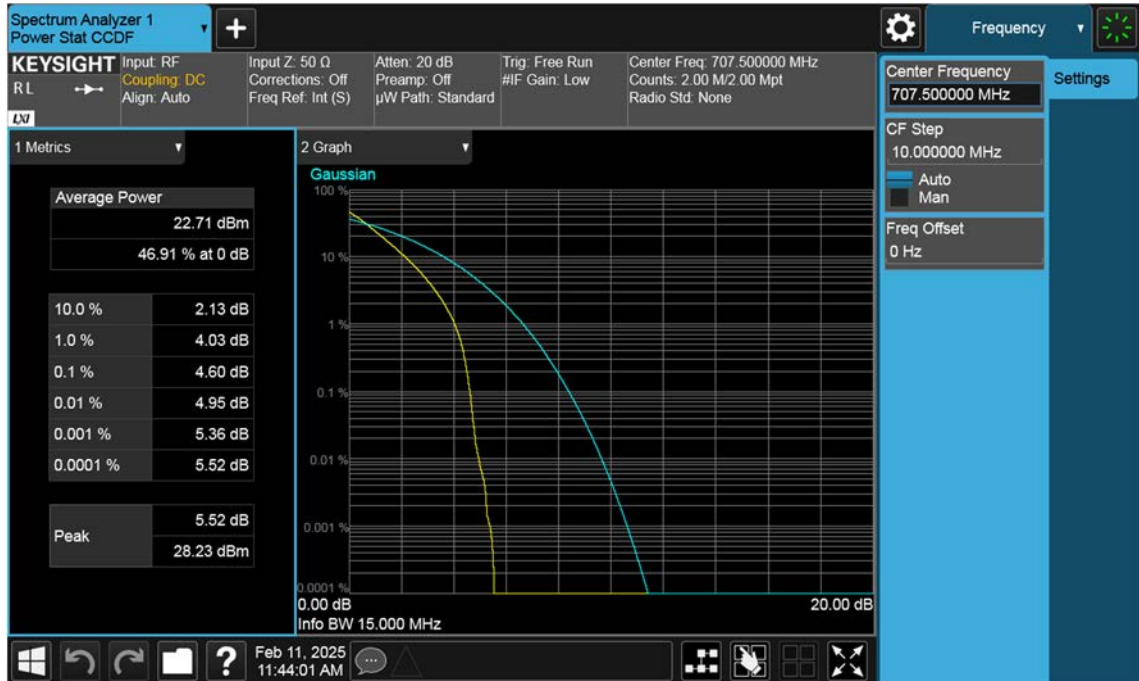 Spectrum Analyzer 1
Power Stat CCDF
+
Frequency
KEYSIGHT
R L
LXI
Input: RF
Coupling: DC
Align: Auto
Input Z: 50 Ω
Corrections: Off
Freq Ref: Int (S)
Atten: 20 dB
Preamp: Off
µW Path: Standard
Trig: Free Run
#IF Gain: Low
Center Freq: 707.500000 MHz
Counts: 2.00 M/2.00 Mpt
Radio Std: None
Center Frequency
707.500000 MHz
Settings
CF Step
10.000000 MHz
Auto
Man
Freq Offset
0 Hz
1 Metrics
Average Power
22.71 dBm
46.91 % at 0 dB
10.0 % 2.13 dB
1.0 % 4.03 dB
0.1 % 4.60 dB
0.01 % 4.95 dB
0.001 % 5.36 dB
0.0001 % 5.52 dB
Peak
5.52 dB
28.23 dBm
2 Graph
Gaussian
100 %
10 %
1 %
0.1 %
0.01 %
0.001 %
0.0001 %
0.00 dB 20.00 dB
Info BW 15.000 MHz
?
Feb 11, 2025
11:44:01 AM